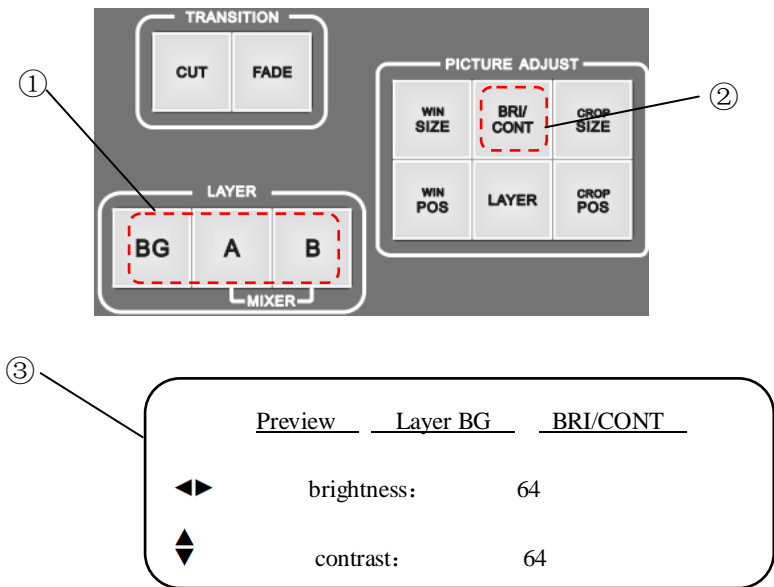 TRANSITION
①
CUT FADE
PICTURE ADJUST
②
WIN SIZE
BRI/ CONT
CROP SIZE
WIN POS
LAYER
CROP POS
LAYER
BG A B
MIXER
③
Preview Layer BG BRI/CONT
◀▶ brightness： 64
▲▼ contrast： 64